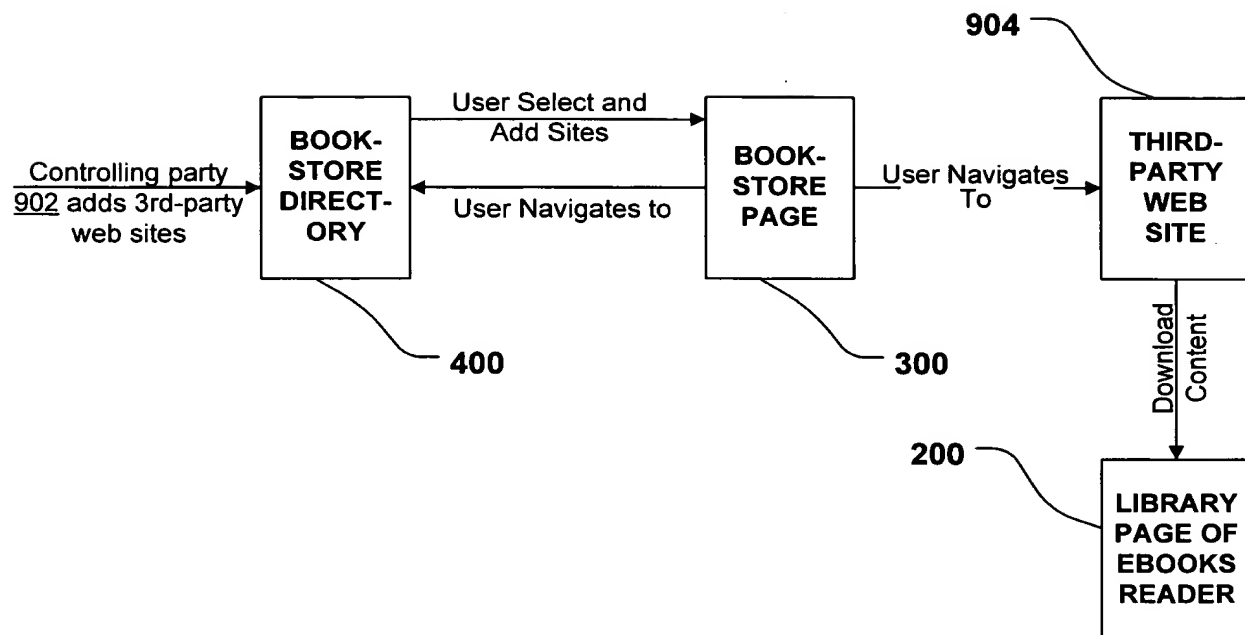 904
User Select and
Add Sites
Controlling party
902 adds 3rd-party
web sites
BOOK-
STORE
DIRECT-
ORY
User Navigates to
BOOK-
STORE
PAGE
User Navigates
To
THIRD-
PARTY
WEB
SITE
400
300
Download
Content
200
LIBRARY
PAGE OF
EBOOKS
READER